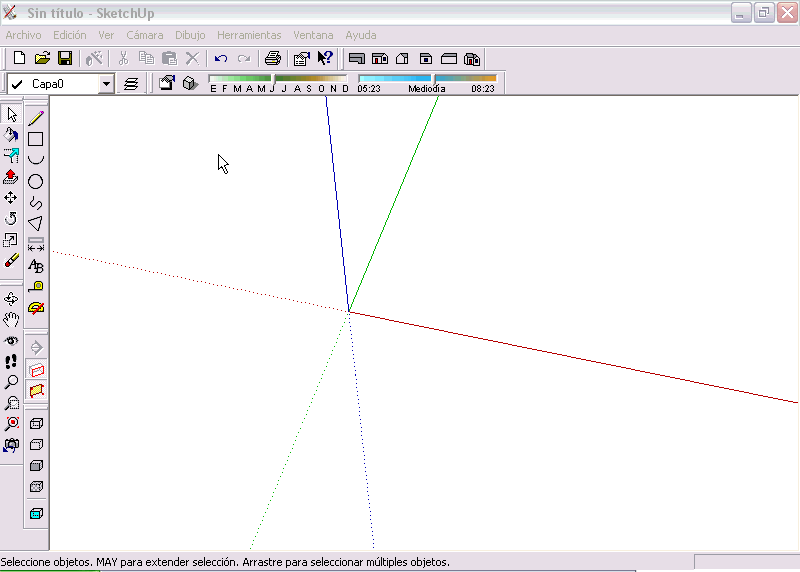 Sin título - SketchUp
Archivo Edición Ver Cámara Dibujo Herramientas Ventana Ayuda
Capa0
E F M A M J J A S O N D 05:23 Mediodía 08:23
AB
Seleccione objetos. MAY para extender selección. Arrastre para seleccionar múltiples objetos.